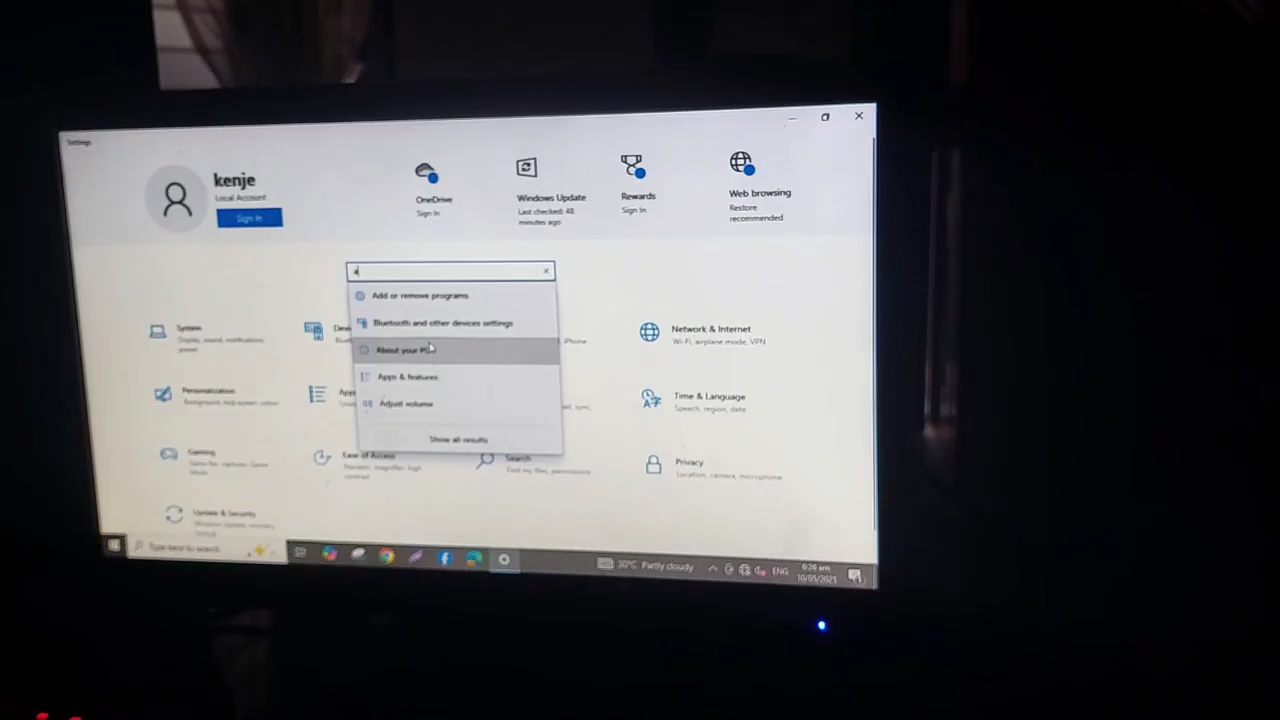 Settings
kenje
Local Account
Sign In
OneDrive
Sign In
Windows Update
Last checked: 48
minutes ago
Rewards
Sign In
Web browsing
Restore
recommended
a
Add or remove programs
Bluetooth and other devices settings
About your PC
Apps & features
Adjust volume
Show all results
System
Display, sound, notifications,
power
Network & Internet
Wi-Fi, airplane mode, VPN
iPhone
Personalization
Background, lock screen, colors
Time & Language
Speech, region, date
Gaming
Game bar, captures, Game
Mode
Ease of Access
Narrator, magnifier, high
contrast
Search
Find my files, permissions
Privacy
Location, camera, microphone
Update & Security
Windows Update, recovery,
Type here to search
30°C Partly cloudy
ENG
6:26 am
10/05/2025